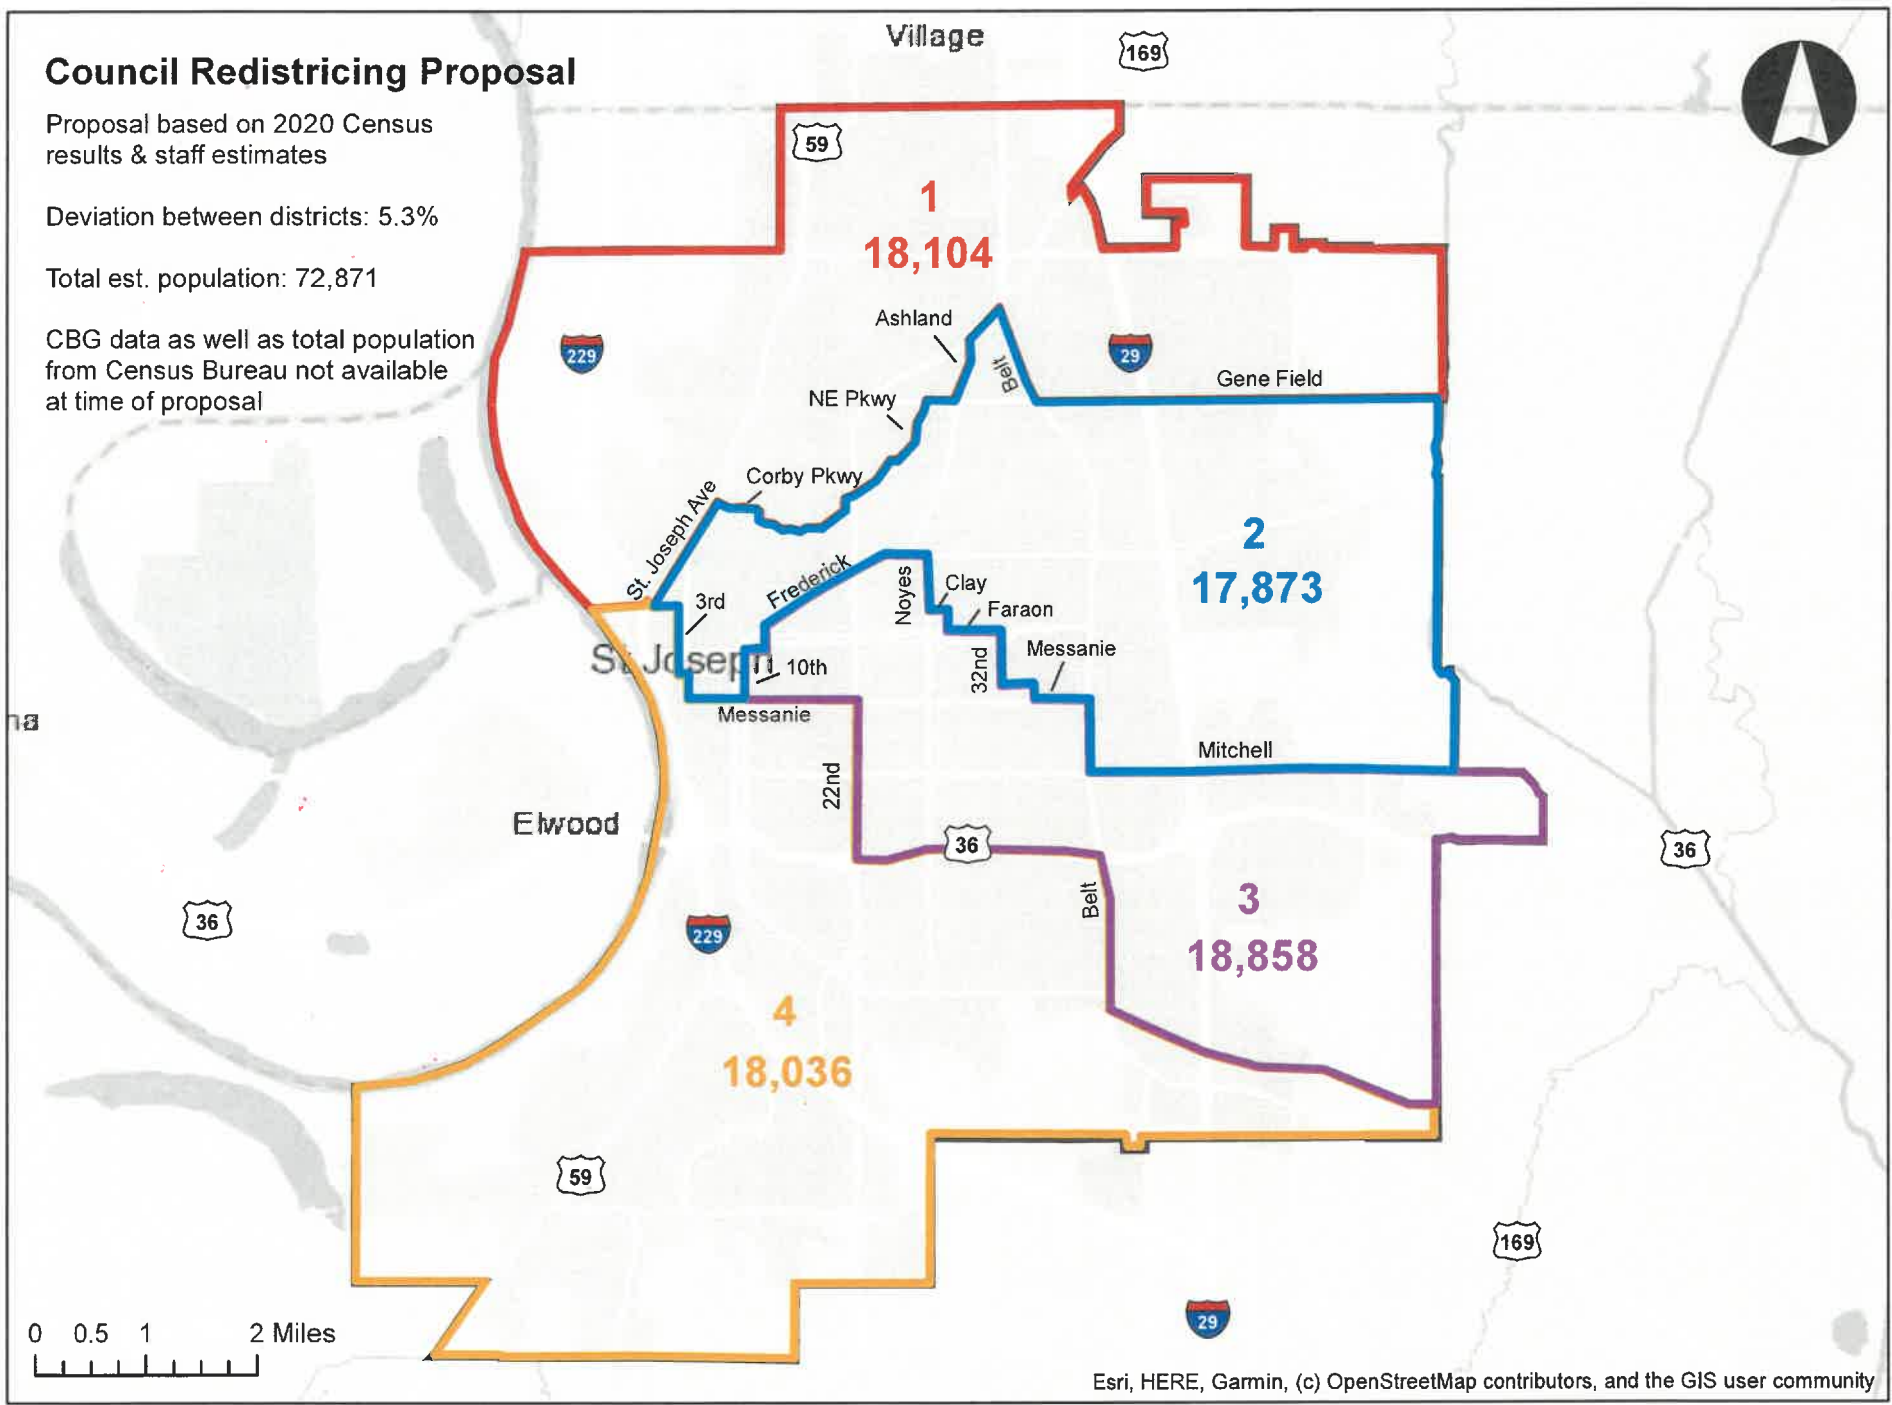 Village
169
Council Redistricing Proposal
Proposal based on 2020 Census
results & staff estimates
59
Deviation between districts: 5.3%
1
18,104
Total est. population: 72,871
CBG data as well as total population
from Census Bureau not available
at time of proposal
Ashland
229
29
Belt
Gene Field
NE Pkwy
Corby Pkwy
St. Joseph Ave
2
17,873
Frederick
Noyes
Clay
3rd
Faraon
St Joseph
10th
32nd
Messanie
na
Messanie
Mitchell
22nd
Elwood
36
36
36
Belt
229
3
18,858
4
18,036
59
169
29
0 0.5 1 2 Miles
Esri, HERE, Garmin, (c) OpenStreetMap contributors, and the GIS user community